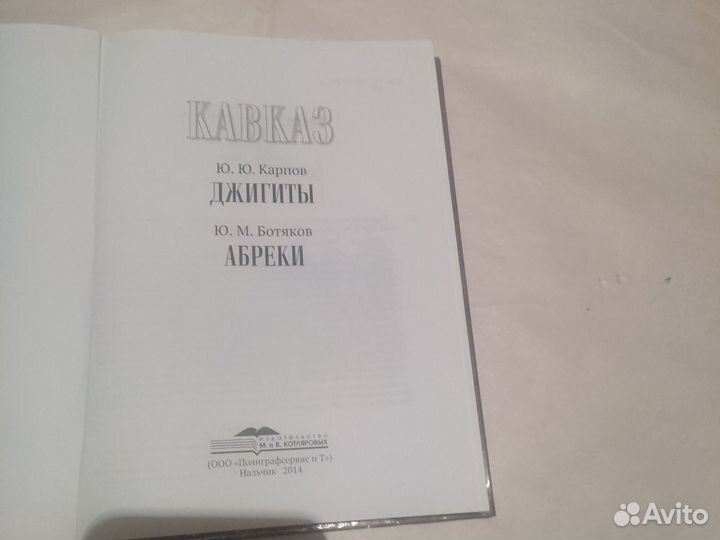 КАВКАЗ
Ю. Ю. Карпов
ДЖИГИТЫ
Ю. М. Ботяков
АБРЕКИ
ИЗДАТЕЛЬСТВО
М. и В. КОТЛЯРОВЫХ
(ООО «Полиграфсервис и Т»)
Нальчик 2014
Avito